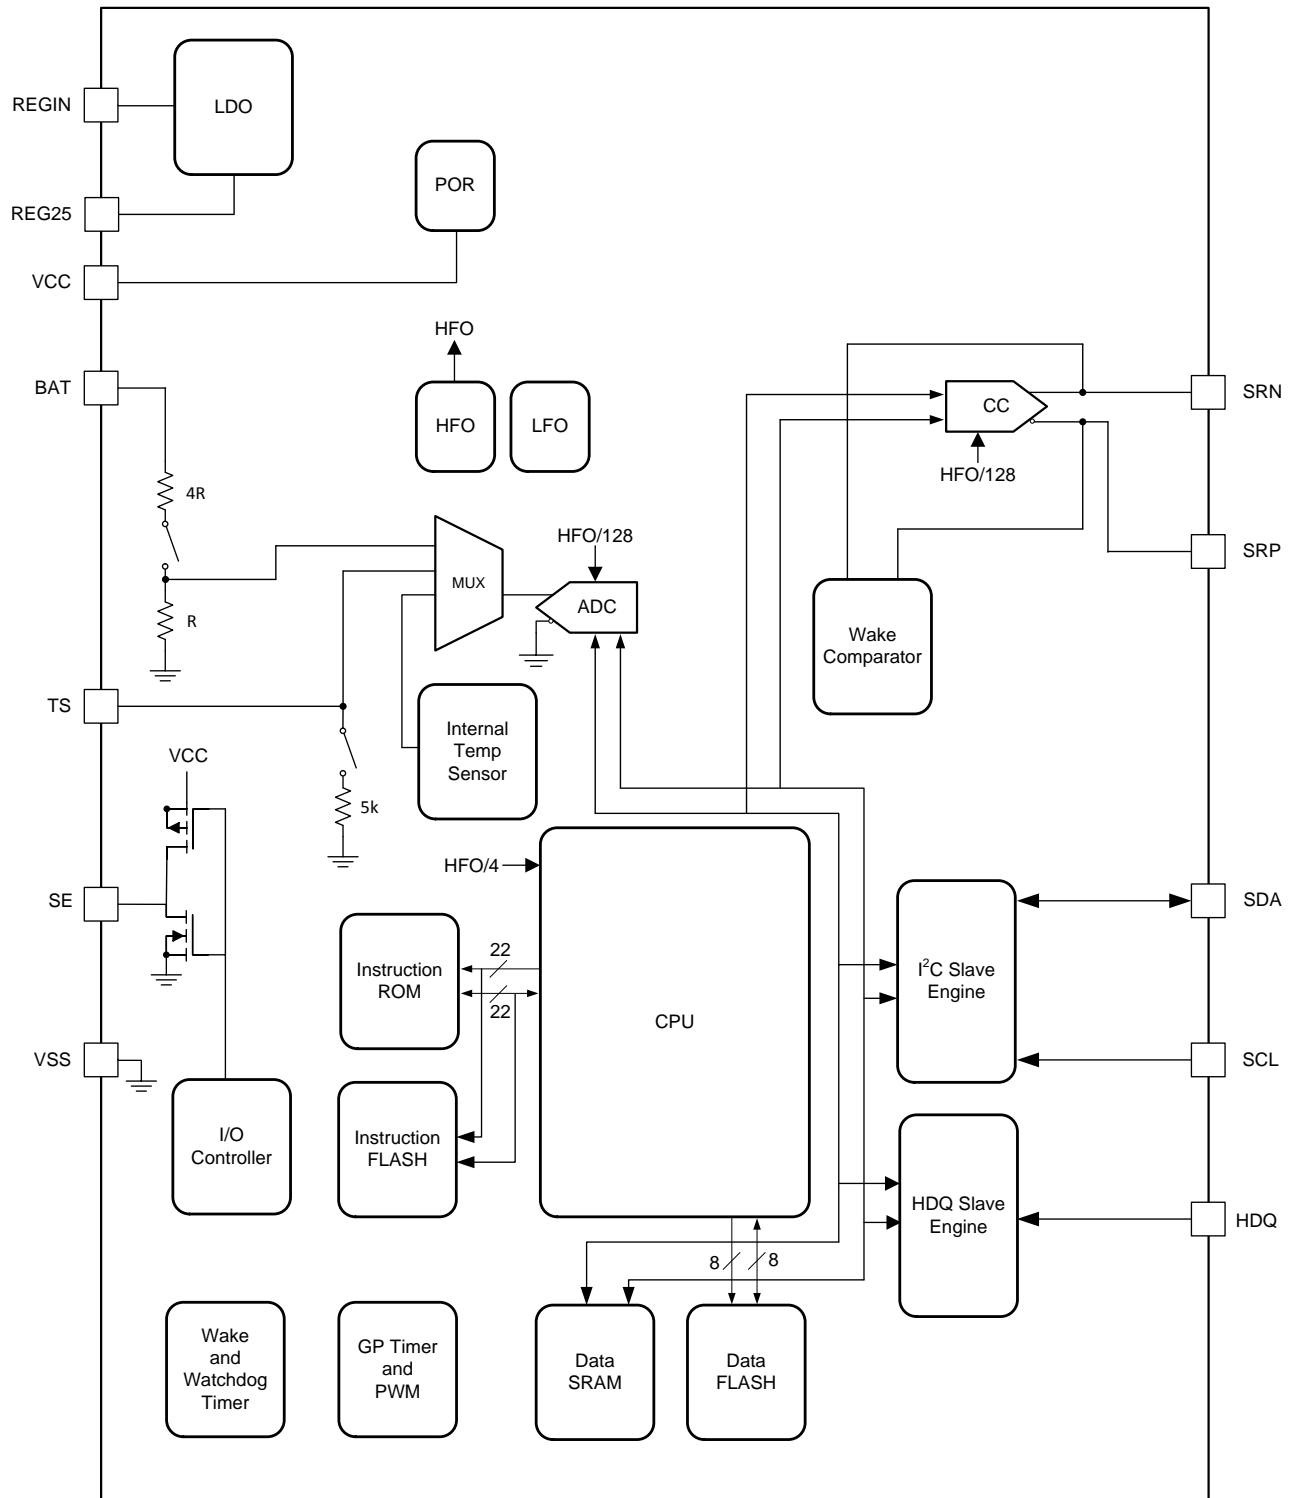 REGIN
LDO
POR
REG25
VCC
HFO
BAT
HFO
LFO
CC
SRN
HFO/128
4R
HFO/128
SRP
MUX
ADC
R
Wake
Comparator
TS
Internal
Temp
Sensor
VCC
5k
HFO/4
SE
SDA
22
Instruction
ROM
I²C Slave
Engine
22
CPU
VSS
SCL
I/O
Controller
Instruction
FLASH
HDQ Slave
Engine
HDQ
8
8
Wake
and
Watchdog
Timer
GP Timer
and
PWM
Data
SRAM
Data
FLASH